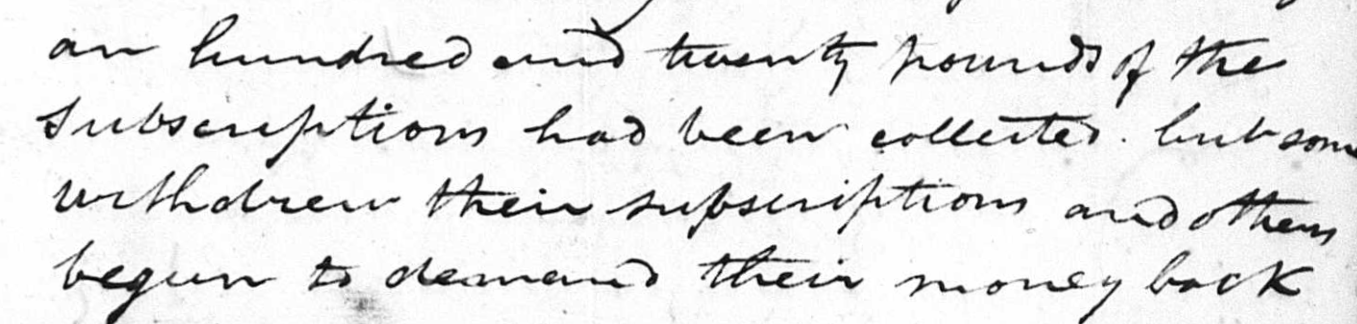 an hundred and twenty pounds of the
Subscriptions had been collected. but some
withdrew their subscriptions and others
begun to demand their money back